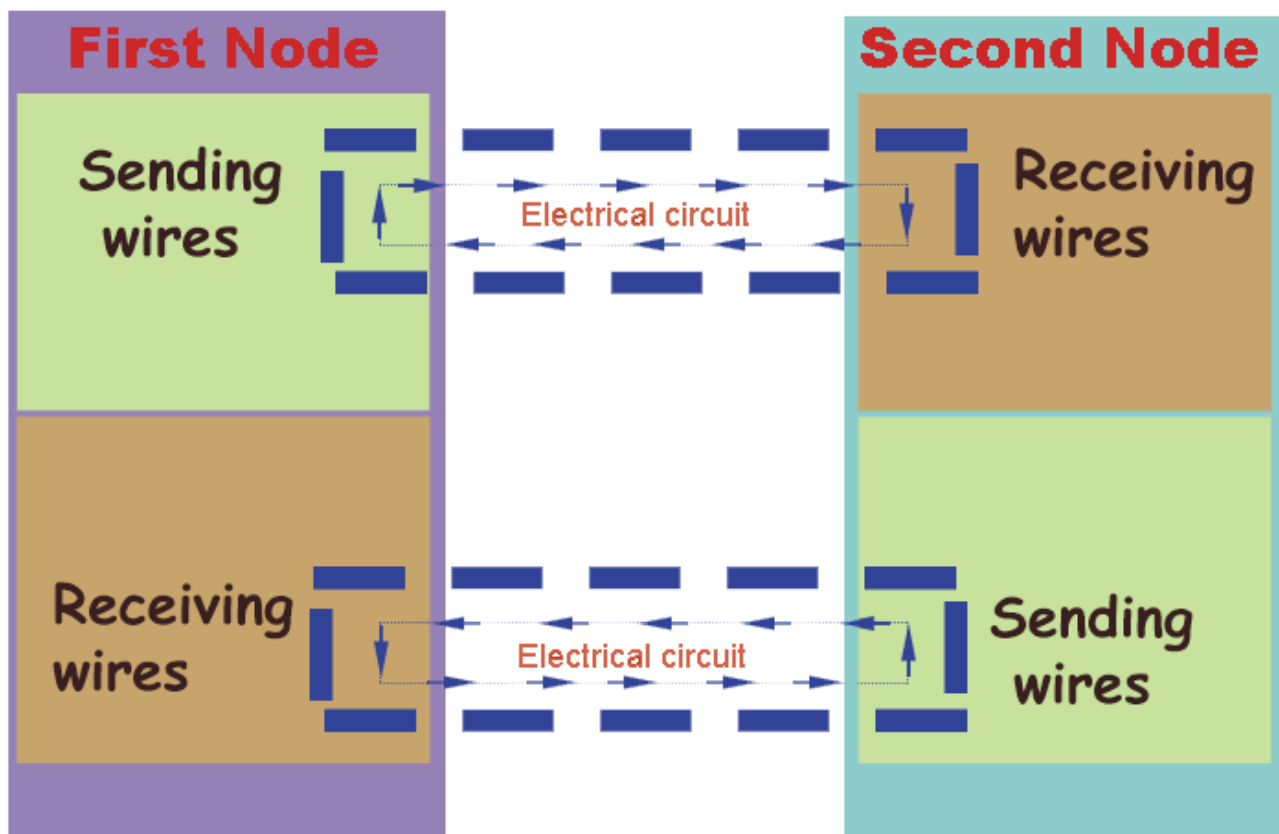 First Node
Second Node
Sending
wires
Electrical circuit
Receiving
wires
Receiving
wires
Electrical circuit
Sending
wires